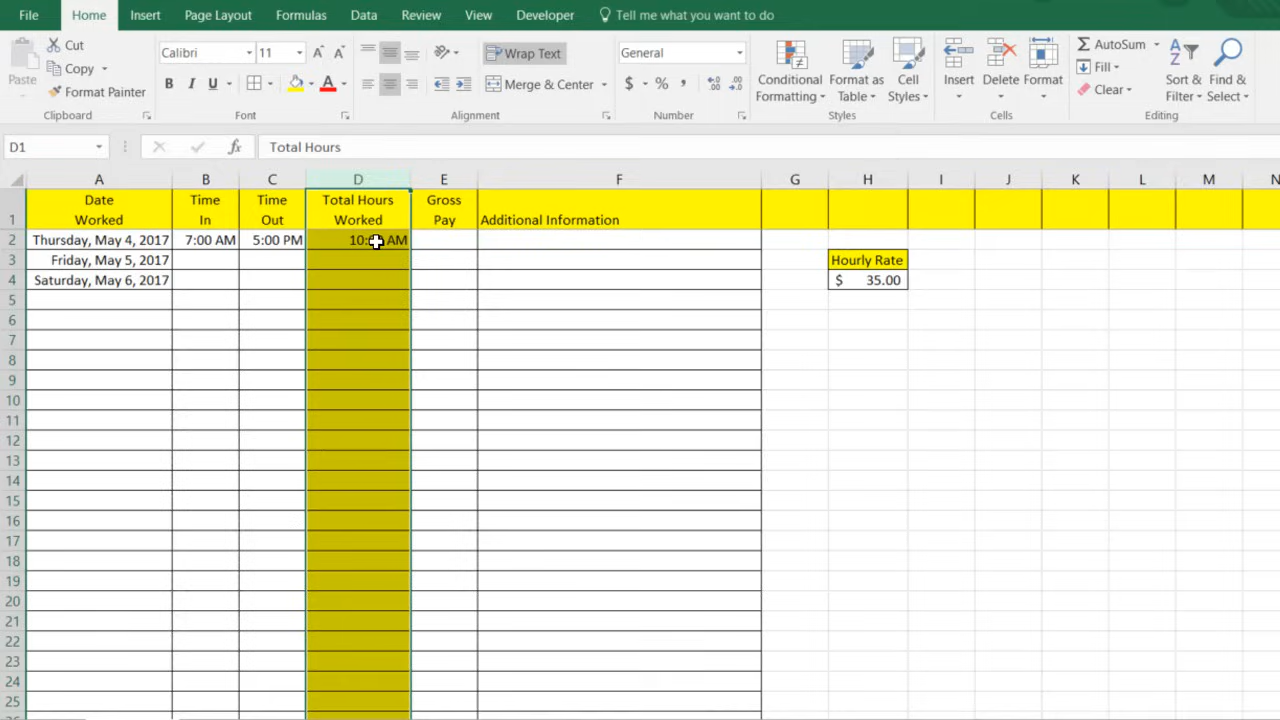 File Home Insert Page Layout Formulas Data Review View Developer Tell me what you want to do
Paste Cut Copy Format Painter
Clipboard
Calibri 11 A A
B I U A
Font
Wrap Text
Merge & Center
Alignment
General
$ % ,
Number
Conditional Formatting Format as Table Cell Styles
Styles
Insert Delete Format
Cells
AutoSum Fill Clear Sort & Filter Find & Select
Editing
D1 fx Total Hours
A B C D E F G H I J K L M N
1 Date Worked Time In Time Out Total Hours Worked Gross Pay Additional Information
2 Thursday, May 4, 2017 7:00 AM 5:00 PM AM
3 Friday, May 5, 2017 Hourly Rate
4 Saturday, May 6, 2017 $ 35.00
5
6
7
8
9
10
11
12
13
14
15
16
17
18
19
20
21
22
23
24
25